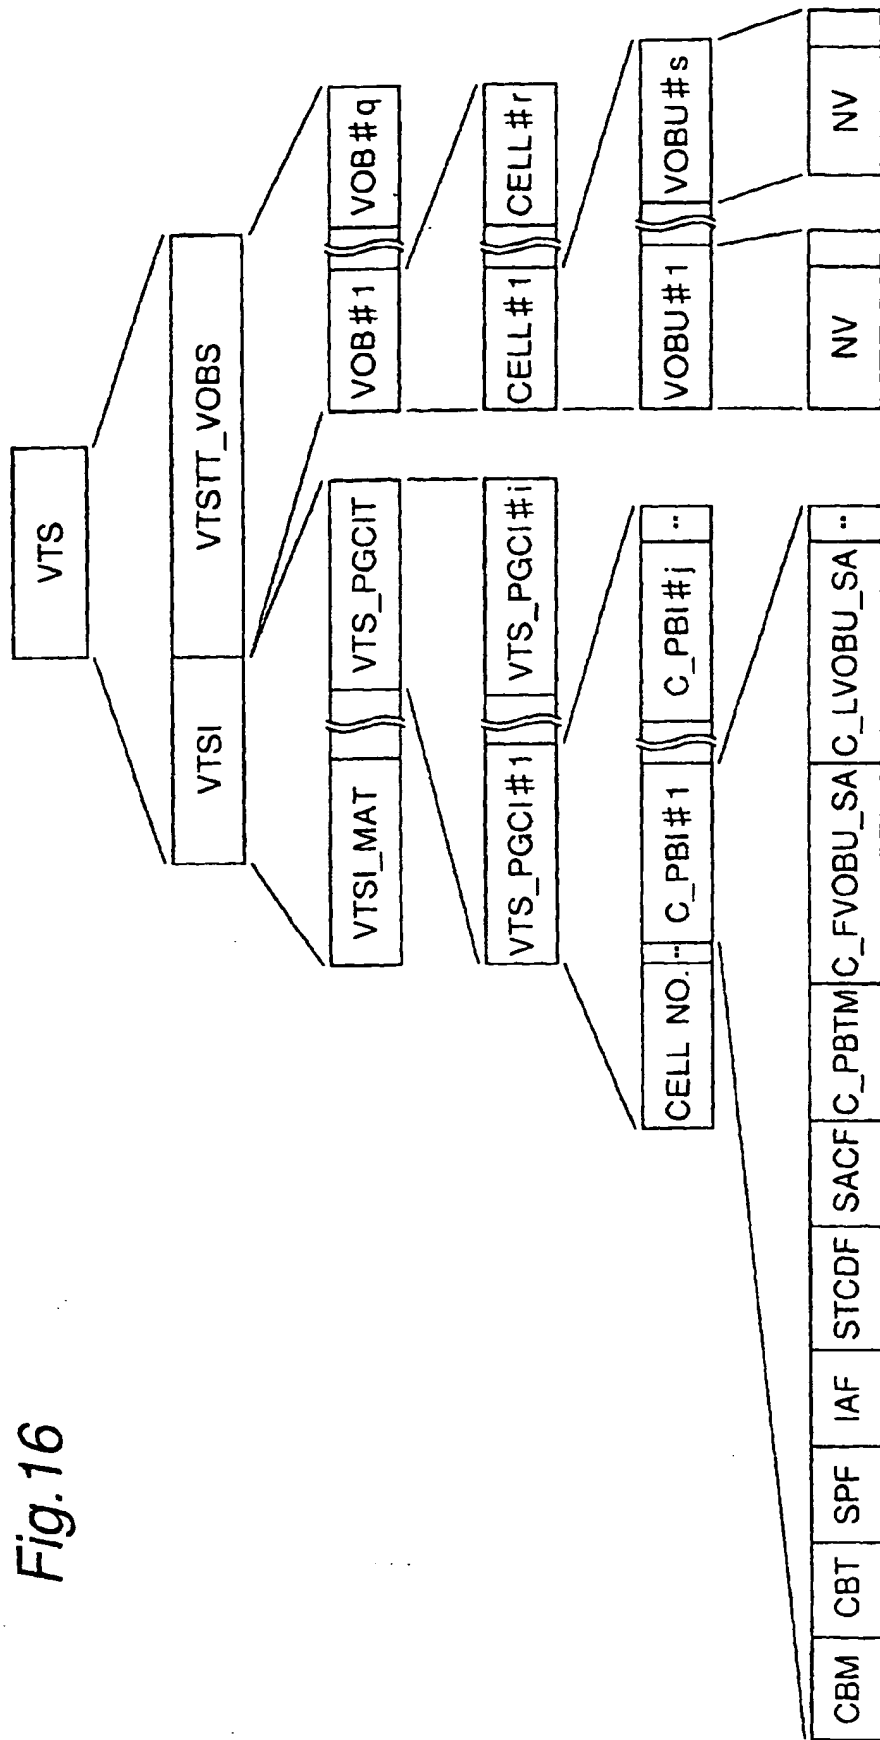 Fig.16
VTS
VTSI VTSTT_VOBS
VTSI_MAT VTS_PGCIT VOB#1 VOB#q
VTS_PGCI#1 VTS_PGCI#i CELL#1 CELL#r
CELL NO. -- C_PBI#1 C_PBI#j -- VOBU#1 VOBU#s
CBM CBT SPF IAF STCDF SACF C_PBTM C_FVOBU_SA C_LVOBU_SA -- NV NV